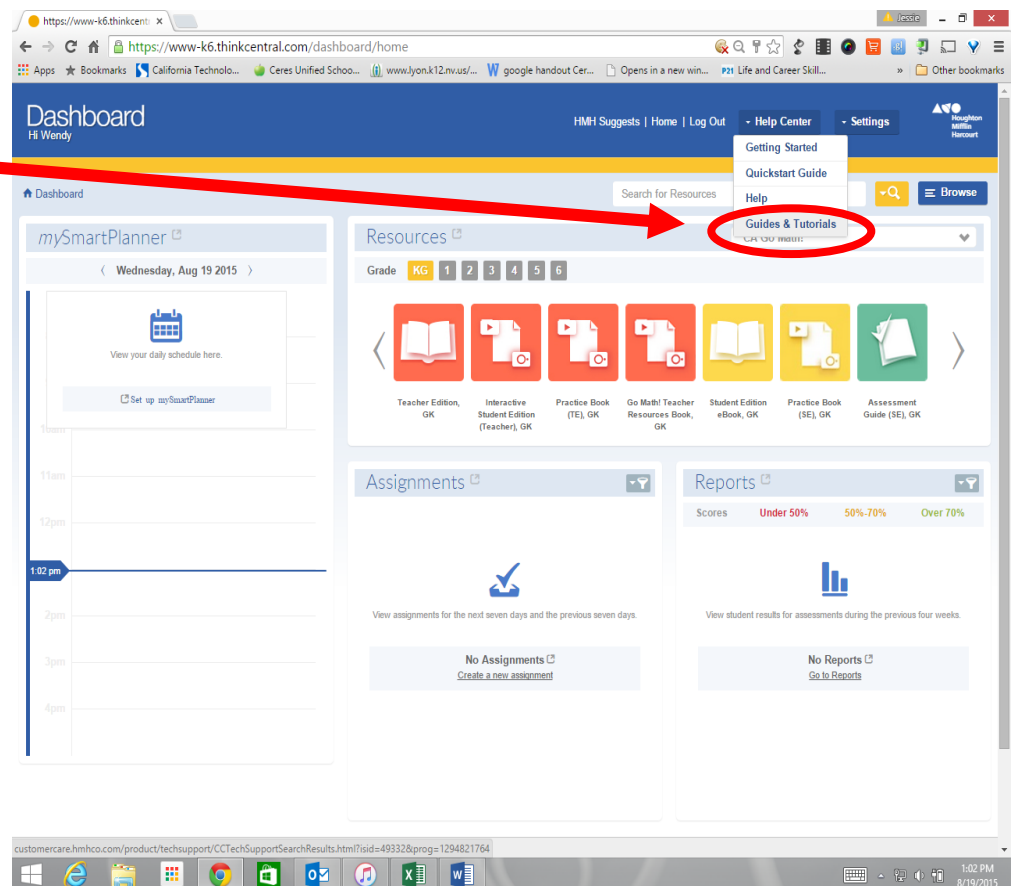 https://www-k6.thinkcent
Jessie
https://www-k6.thinkcentral.com/dashboard/home
Apps Bookmarks California Technolo... Ceres Unified Schoo... www.lyon.k12.nv.us/... google handout Cer... Opens in a new win... P21 Life and Career Skill... » Other bookmarks
Dashboard
Hi Wendy
HMH Suggests | Home | Log Out Help Center Settings
Houghton
Mifflin
Harcourt
Getting Started
Quickstart Guide
Help
Guides & Tutorials
Dashboard
Search for Resources
Browse
mySmartPlanner
Wednesday, Aug 19 2015
View your daily schedule here.
Set up mySmartPlanner
10am
11am
12pm
1:02 pm
2pm
3pm
4pm
Resources
CA Go Math!
Grade KG 1 2 3 4 5 6
Teacher Edition,
GK
Interactive
Student Edition
(Teacher), GK
Practice Book
(TE), GK
Go Math! Teacher
Resources Book,
GK
Student Edition
eBook, GK
Practice Book
(SE), GK
Assessment
Guide (SE), GK
Assignments
View assignments for the next seven days and the previous seven days.
No Assignments
Create a new assignment
Reports
Scores Under 50% 50%-70% Over 70%
View student results for assessments during the previous four weeks.
No Reports
Go to Reports
customercare.hmhco.com/product/techsupport/CCTechSupportSearchResults.html?isid=49332&prog=1294821764
1:02 PM
8/19/2015